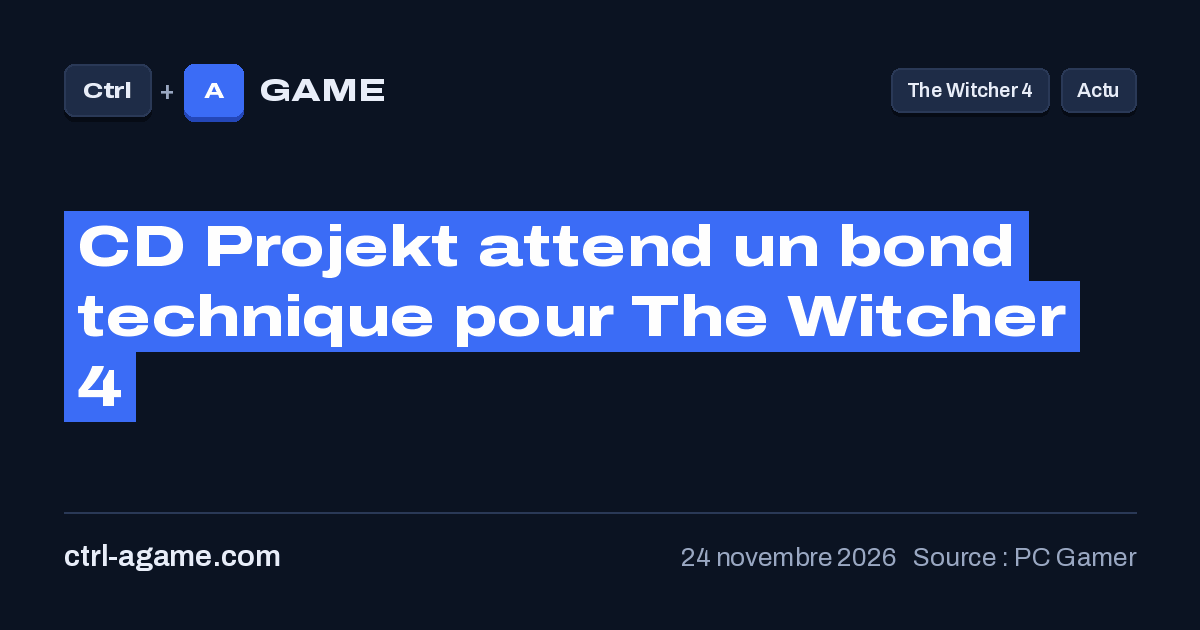 Ctrl + A GAME
The Witcher 4 Actu
CD Projekt attend un bond
technique pour The Witcher
4
ctrl-agame.com
24 novembre 2026 Source : PC Gamer